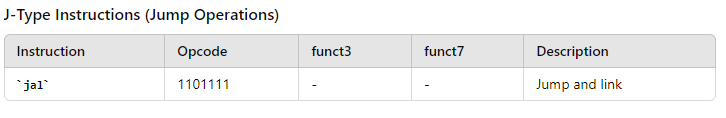 J-Type Instructions (Jump Operations)
Instruction Opcode funct3 funct7 Description
`jal` 1101111 - - Jump and link